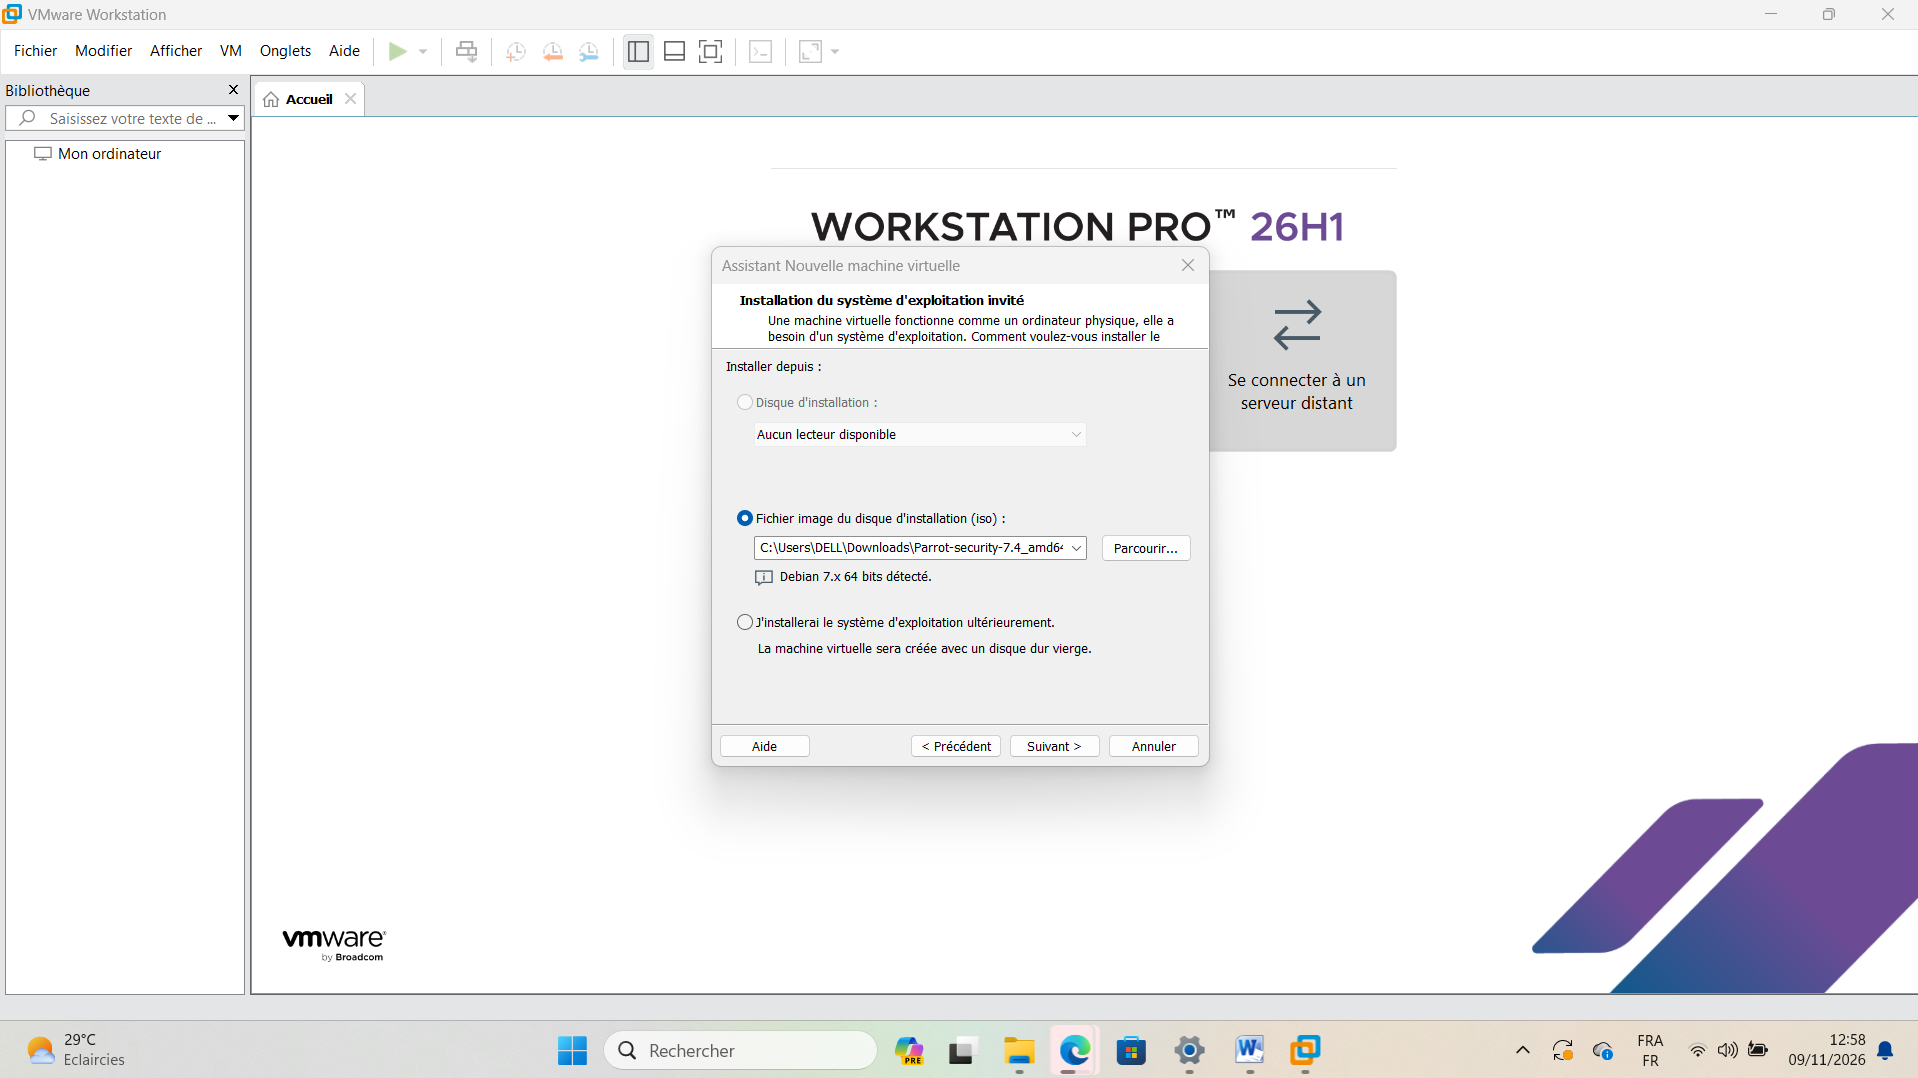 VMware Workstation
Fichier Modifier Afficher VM Onglets Aide
Bibliothèque
Saisissez votre texte de ...
Mon ordinateur
Accueil
WORKSTATION PRO™ 26H1
Assistant Nouvelle machine virtuelle
Installation du système d'exploitation invité
Une machine virtuelle fonctionne comme un ordinateur physique, elle a
besoin d'un système d'exploitation. Comment voulez-vous installer le
Installer depuis :
Disque d'installation :
Aucun lecteur disponible
Fichier image du disque d'installation (iso) :
C:\Users\DELL\Downloads\Parrot-security-7.4_amd64
Parcourir...
Debian 7.x 64 bits détecté.
J'installerai le système d'exploitation ultérieurement.
La machine virtuelle sera créée avec un disque dur vierge.
Aide
< Précédent
Suivant >
Annuler
Se connecter à un
serveur distant
vmware®
by Broadcom
29°C
Eclaircies
Rechercher
PRE
FRA
FR
12:58
09/11/2026